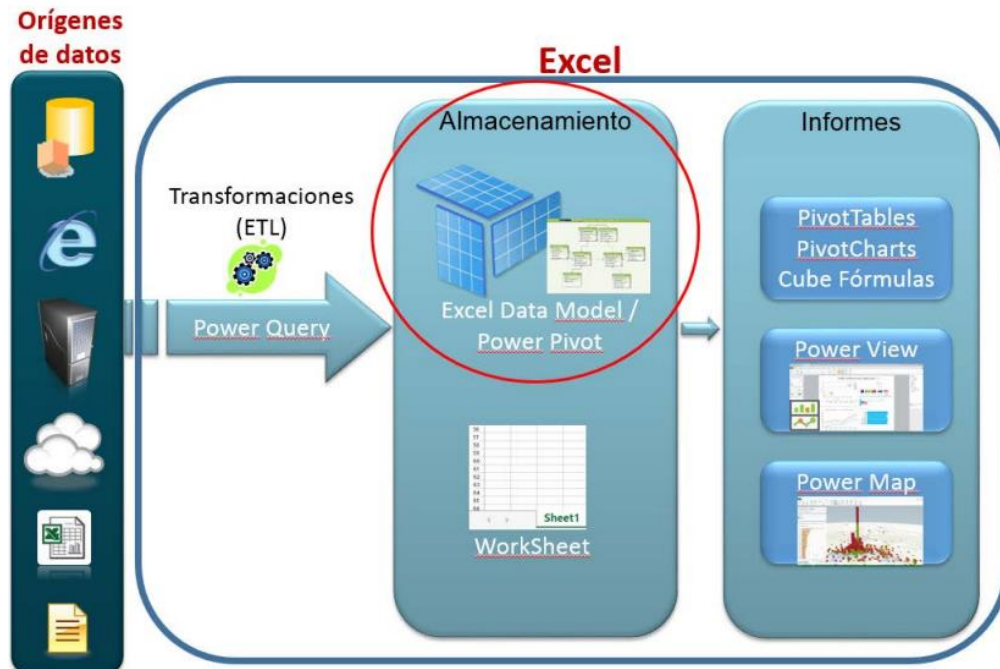 Orígenes
de datos
Excel
Transformaciones
(ETL)
Power Query
Almacenamiento
Excel Data Model /
Power Pivot
Sheet1
WorkSheet
Informes
PivotTables
PivotCharts
Cube Fórmulas
Power View
Power Map